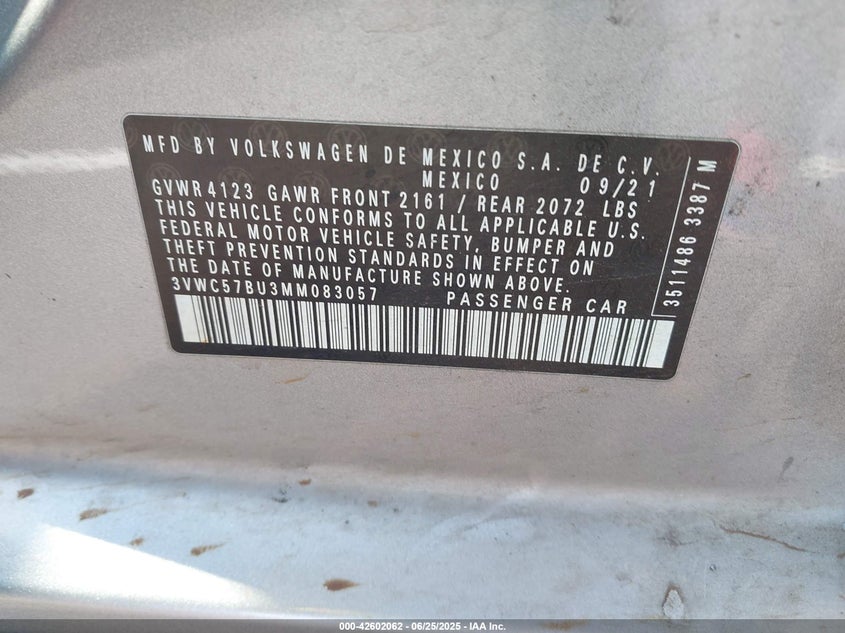 MFD BY VOLKSWAGEN DE MEXICO S.A. DE C.V.
MEXICO 09/21
GVWR 4123 GAWR FRONT 2161 / REAR 2072 LBS
THIS VEHICLE CONFORMS TO ALL APPLICABLE U.S.
FEDERAL MOTOR VEHICLE SAFETY, BUMPER AND
THEFT PREVENTION STANDARDS IN EFFECT ON
THE DATE OF MANUFACTURE SHOWN ABOVE.
3VWC57BU3MM083057 PASSENGER CAR
3511486 3387 M
000-42602062 - 06/25/2025 - IAA Inc.